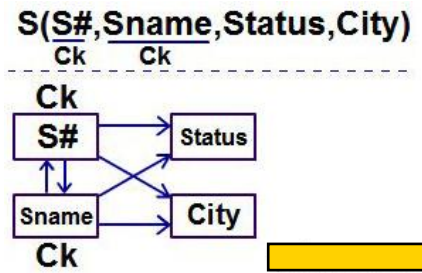 S(S#,Sname,Status,City)
Ck Ck
Ck
S# Status
Sname City
Ck